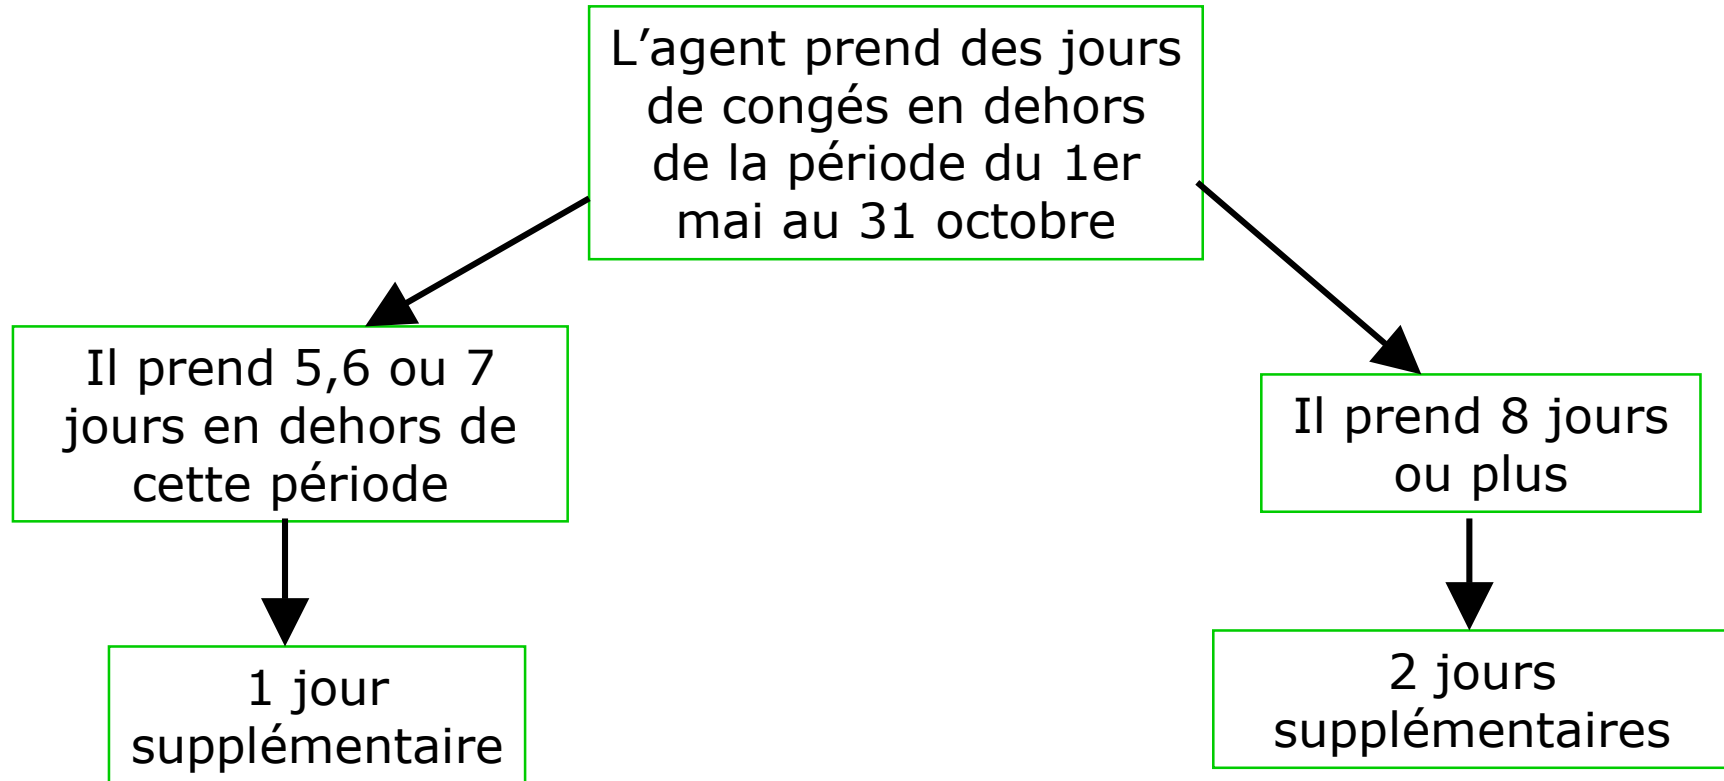 L’agent prend des jours
de congés en dehors
de la période du 1er
mai au 31 octobre
Il prend 5,6 ou 7
jours en dehors de
cette période
Il prend 8 jours
ou plus
1 jour
supplémentaire
2 jours
supplémentaires